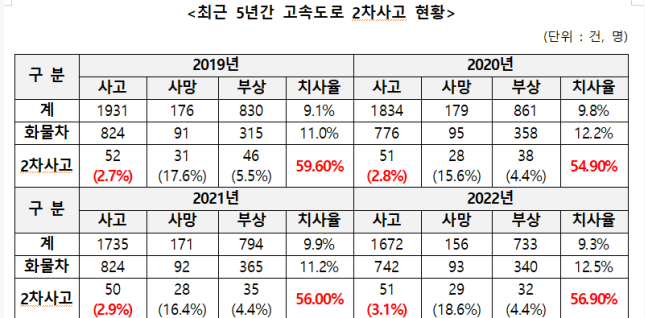 <최근 5년간 고속도로 2차사고 현황>
(단위 : 건, 명)
구 분 2019년 2020년
사고 사망 부상 치사율 사고 사망 부상 치사율
계 1931 176 830 9.1% 1834 179 861 9.8%
화물차 824 91 315 11.0% 776 95 358 12.2%
2차사고 52 31 46 59.60% 51 28 38 54.90%
(2.7%) (17.6%) (5.5%) (2.8%) (15.6%) (4.4%)
구 분 2021년 2022년
사고 사망 부상 치사율 사고 사망 부상 치사율
계 1735 171 794 9.9% 1672 156 733 9.3%
화물차 824 92 365 11.2% 742 93 340 12.5%
2차사고 50 28 35 56.00% 51 29 32 56.90%
(2.9%) (16.4%) (4.4%) (3.1%) (18.6%) (4.4%)